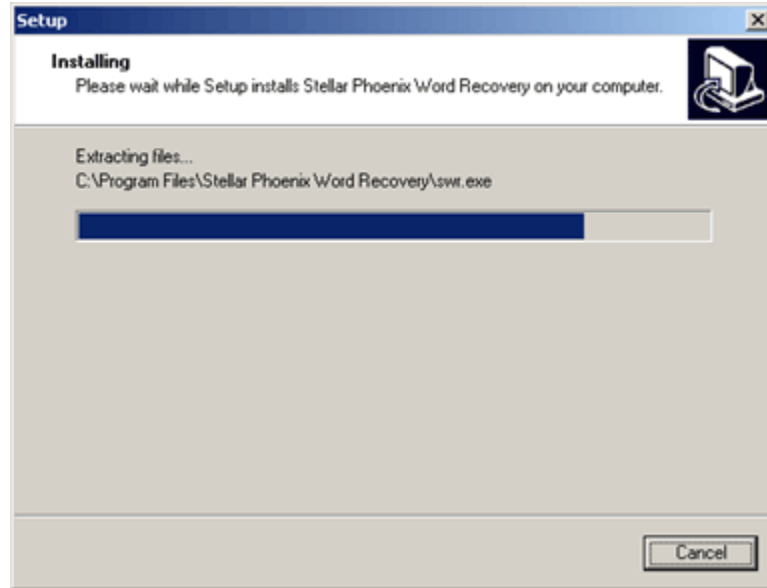 Setup
Installing
Please wait while Setup installs Stellar Phoenix Word Recovery on your computer.
Extracting files...
C:\Program Files\Stellar Phoenix Word Recovery\swr.exe
Cancel